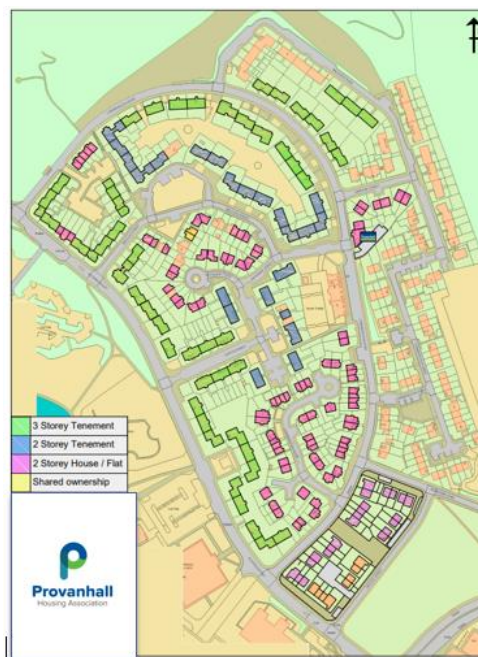 3 Storey Tenement
2 Storey Tenement
2 Storey House / Flat
Shared ownership
Provanhall
Housing Association